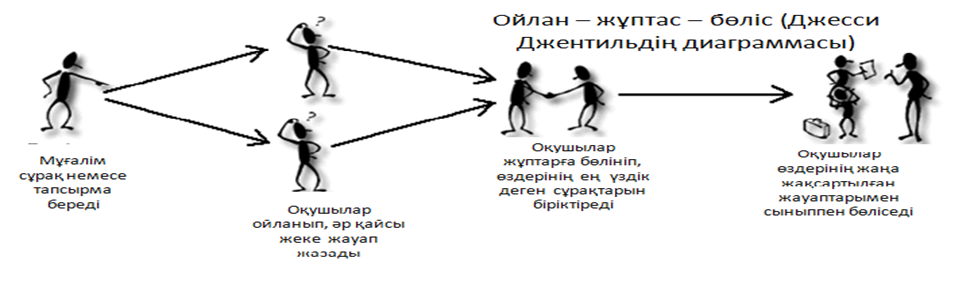 Ойлан – жұптас – бөліс (Джесси
Джентильдің диаграммасы)
?
?
Мұғалім
сұрақ немесе
тапсырма
береді
Оқушылар
ойланып, әр қайсы
жеке жауап
жазады
Оқушылар
жұптарға бөлініп,
өздерінің ең үздік
деген сұрақтарын
біріктіреді
Оқушылар
өздерінің жаңа
жақсартылған
жауаптарымен
сыныппен бөліседі